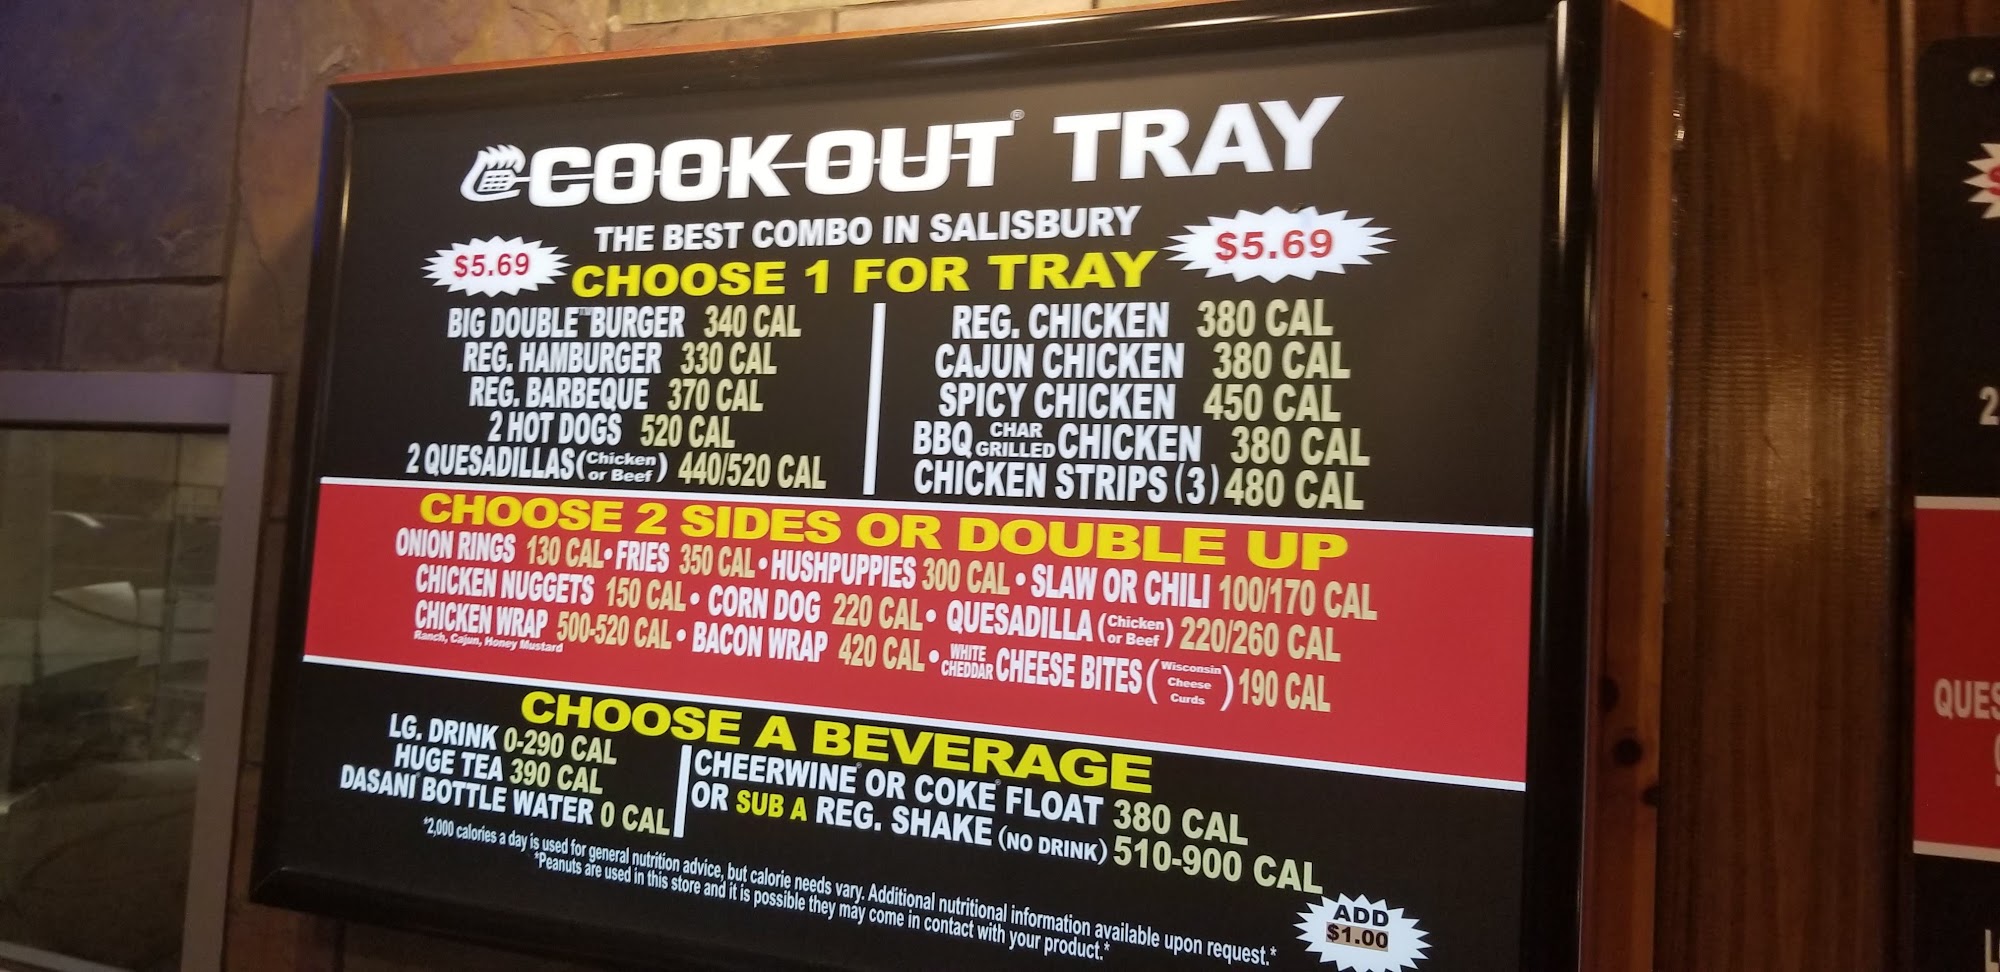 COOK-OUT® TRAY
THE BEST COMBO IN SALISBURY
$5.69
$5.69
CHOOSE 1 FOR TRAY
BIG DOUBLE™ BURGER 340 CAL
REG. HAMBURGER 330 CAL
REG. BARBEQUE 370 CAL
2 HOT DOGS 520 CAL
2 QUESADILLAS (Chicken or Beef) 440/520 CAL
REG. CHICKEN 380 CAL
CAJUN CHICKEN 380 CAL
SPICY CHICKEN 450 CAL
BBQ CHAR GRILLED CHICKEN 380 CAL
CHICKEN STRIPS (3) 480 CAL
CHOOSE 2 SIDES OR DOUBLE UP
ONION RINGS 130 CAL • FRIES 350 CAL • HUSHPUPPIES 300 CAL • SLAW OR CHILI 100/170 CAL
CHICKEN NUGGETS 150 CAL • CORN DOG 220 CAL • QUESADILLA (Chicken or Beef) 220/260 CAL
CHICKEN WRAP 500-520 CAL • BACON WRAP 420 CAL • WHITE CHEDDAR CHEESE BITES (Wisconsin Cheese Curds) 190 CAL
Ranch, Cajun, Honey Mustard
CHOOSE A BEVERAGE
LG. DRINK 0-290 CAL
HUGE TEA 390 CAL
DASANI® BOTTLE WATER 0 CAL
CHEERWINE® OR COKE® FLOAT 380 CAL
OR SUB A REG. SHAKE (NO DRINK) 510-900 CAL
*2,000 calories a day is used for general nutrition advice, but calorie needs vary. Additional nutritional information available upon request.*
*Peanuts are used in this store and it is possible they may come in contact with your product.*
ADD
$1.00
2
QUES